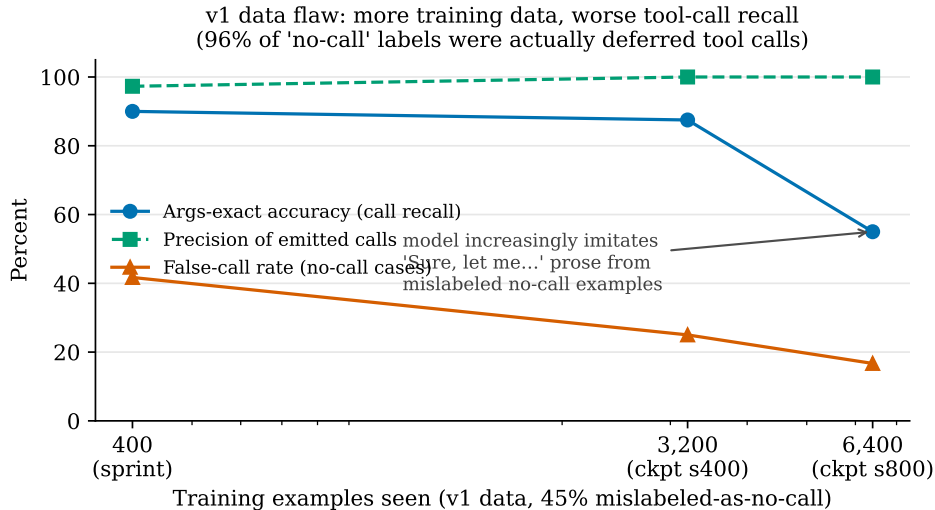 v1 data flaw: more training data, worse tool-call recall
(96% of 'no-call' labels were actually deferred tool calls)
100
80
60
40
20
0
Percent
Args-exact accuracy (call recall)
Precision of emitted calls
False-call rate (no-call cases)
model increasingly imitates
'Sure, let me…' prose from
mislabeled no-call examples
400
(sprint)
3,200
(ckpt s400)
6,400
(ckpt s800)
Training examples seen (v1 data, 45% mislabeled-as-no-call)